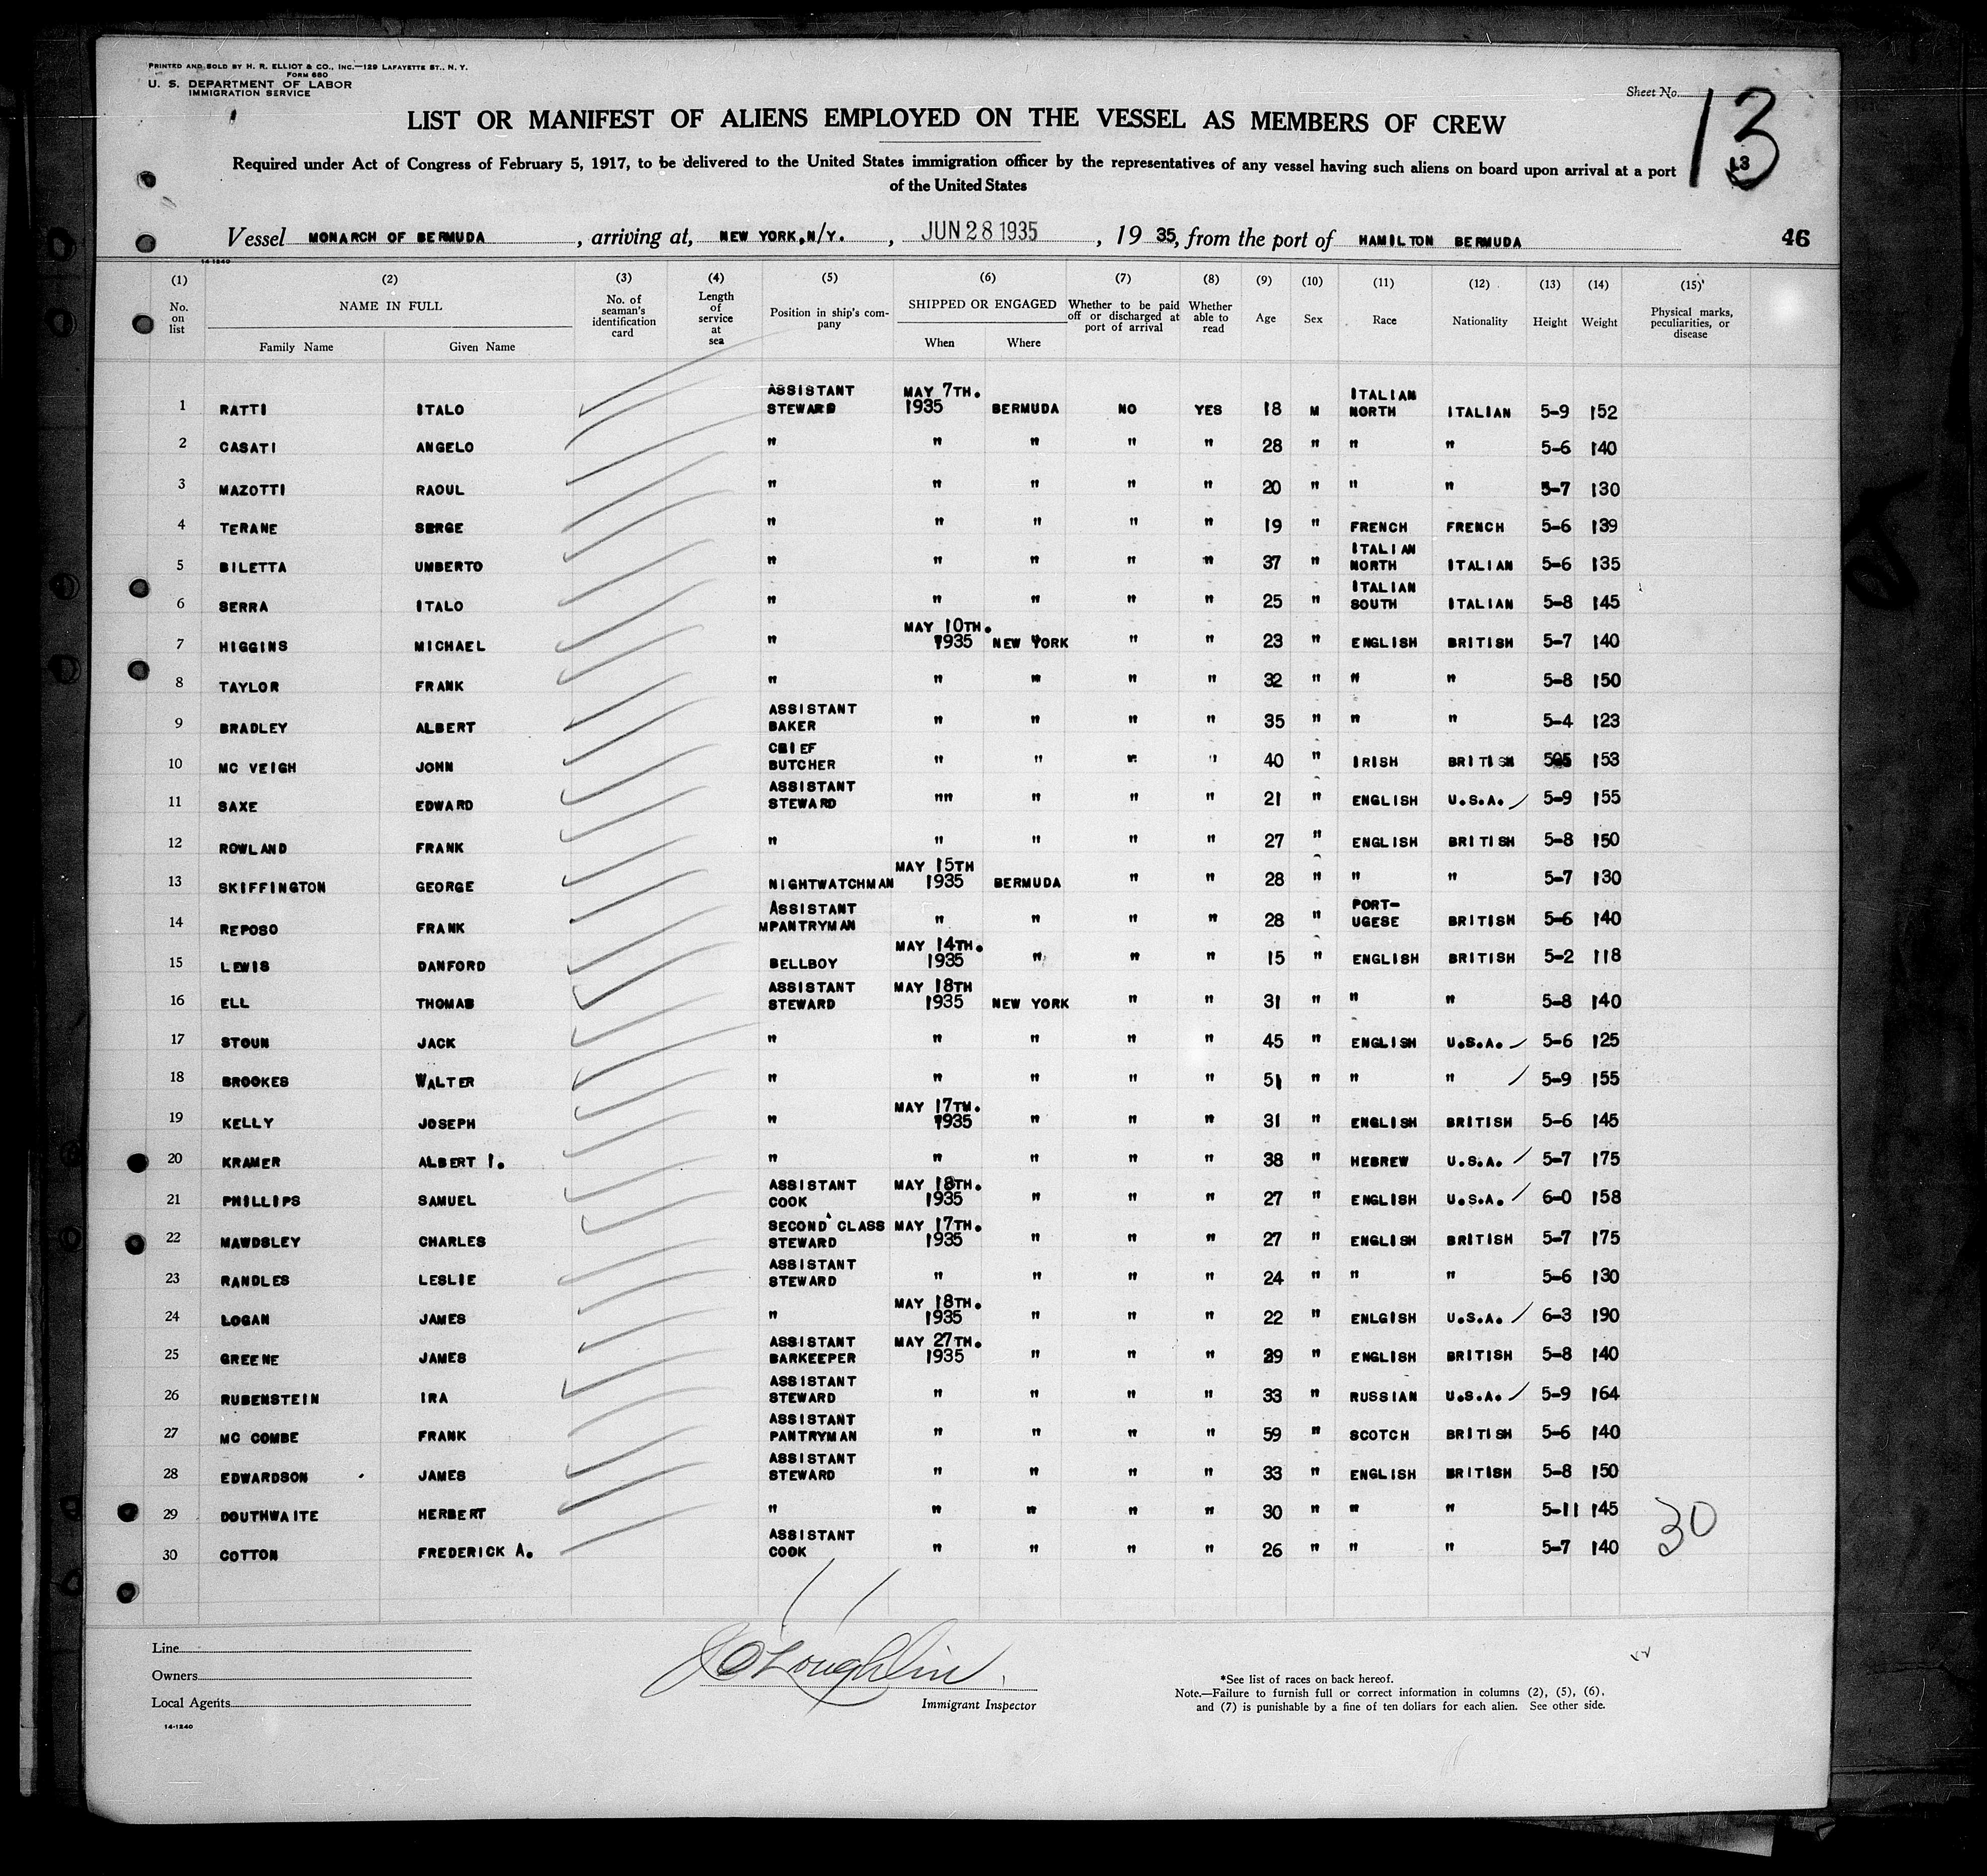 PRINTED AND SOLD BY H. R. ELLIOT & CO., INC.—129 LAFAYETTE ST., N. Y.
FORM 680
U. S. DEPARTMENT OF LABOR
IMMIGRATION SERVICE
Sheet No.
13
13
LIST OR MANIFEST OF ALIENS EMPLOYED ON THE VESSEL AS MEMBERS OF CREW
Required under Act of Congress of February 5, 1917, to be delivered to the United States immigration officer by the representatives of any vessel having such aliens on board upon arrival at a port
of the United States
Vessel MONARCH OF BERMUDA, arriving at, NEW YORK, N/Y., JUN 28 1935, 19 35, from the port of HAMILTON BERMUDA 46
14-1240
(1) No. on list (2) NAME IN FULL Family Name Given Name (3) No. of seaman's identification card (4) Length of service at sea (5) Position in ship's company (6) SHIPPED OR ENGAGED When Where (7) Whether to be paid off or discharged at port of arrival (8) Whether able to read (9) Age (10) Sex (11) Race (12) Nationality (13) Height (14) Weight (15) Physical marks, peculiarities, or disease
1 RATTI ITALO ASSISTANT STEWARD MAY 7TH. 1935 BERMUDA NO YES 18 M ITALIAN NORTH ITALIAN 5-9 152
2 CASATI ANGELO " " " " " 28 " " " 5-6 140
3 MAZOTTI RAOUL " " " " " 20 " " " 5-7 130
4 TERANE SERGE " " " " " 19 " FRENCH FRENCH 5-6 139
5 BILETTA UMBERTO " " " " " 37 " ITALIAN NORTH ITALIAN 5-6 135
6 SERRA ITALO " " " " " 25 " ITALIAN SOUTH ITALIAN 5-8 145
7 HIGGINS MICHAEL " MAY 10TH. 1935 NEW YORK " " 23 " ENGLISH BRITISH 5-7 140
8 TAYLOR FRANK " " " " " 32 " " " 5-8 150
9 BRADLEY ALBERT ASSISTANT BAKER " " " " 35 " " " 5-4 123
10 MC VEIGH JOHN CHIEF BUTCHER " " " " 40 " IRISH BRITISH 505 153
11 SAXE EDWARD ASSISTANT STEWARD "" " " " 21 " ENGLISH U.S.A. 5-9 155
12 ROWLAND FRANK " " " " " 27 " ENGLISH BRITISH 5-8 150
13 SKIFFINGTON GEORGE NIGHTWATCHMAN MAY 15TH 1935 BERMUDA " " 28 " " " 5-7 130
14 REPOSO FRANK ASSISTANT MPANTRYMAN " " " " 28 " PORT-UGESE BRITISH 5-6 140
15 LEWIS DANFORD BELLBOY MAY 14TH. 1935 " " " 15 " ENGLISH BRITISH 5-2 118
16 ELL THOMAS ASSISTANT STEWARD MAY 18TH 1935 NEW YORK " " 31 " " " 5-8 140
17 STOUN JACK " " " " " 45 " ENGLISH U.S.A. 5-6 125
18 BROOKES WALTER " " " " " 51 " " " 5-9 155
19 KELLY JOSEPH " MAY 17TH. 1935 " " " 31 " ENGLISH BRITISH 5-6 145
20 KRAMER ALBERT I. " " " " " 38 " HEBREW U.S.A. 5-7 175
21 PHILLIPS SAMUEL ASSISTANT COOK MAY 18TH. 1935 " " " 27 " ENGLISH U.S.A. 6-0 158
22 MAWDSLEY CHARLES SECOND CLASS STEWARD MAY 17TH. 1935 " " " 27 " ENGLISH BRITISH 5-7 175
23 RANDLES LESLIE ASSISTANT STEWARD " " " " 24 " " " 5-6 130
24 LOGAN JAMES " MAY 18TH. 1935 " " " 22 " ENLGISH U.S.A. 6-3 190
25 GREENE JAMES ASSISTANT BARKEEPER MAY 27TH. 1935 " " " 29 " ENGLISH BRITISH 5-8 140
26 RUBENSTEIN IRA ASSISTANT STEWARD " " " " 33 " RUSSIAN U.S.A. 5-9 164
27 MC COMBE FRANK ASSISTANT PANTRYMAN " " " " 59 " SCOTCH BRITISH 5-6 140
28 EDWARDSON JAMES ASSISTANT STEWARD " " " " 33 " ENGLISH BRITISH 5-8 150
29 DOUTHWAITE HERBERT " " " " " 30 " " " 5-11 145
30 COTTON FREDERICK A. ASSISTANT COOK " " " " 26 " " " 5-7 140
30
Line
Owners
Local Agents
14-1240
J O'Loughlin
Immigrant Inspector
*See list of races on back hereof.
Note.—Failure to furnish full or correct information in columns (2), (5), (6),
and (7) is punishable by a fine of ten dollars for each alien. See other side.